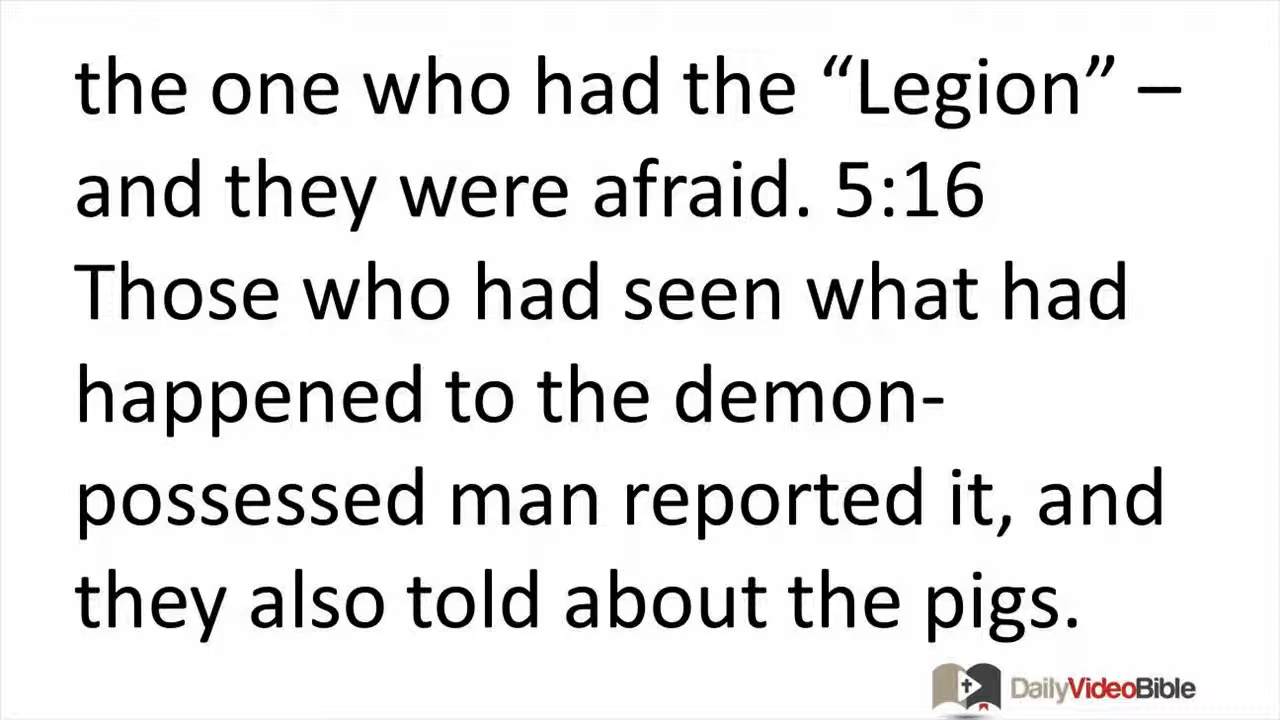 the one who had the “Legion” –
and they were afraid. 5:16
Those who had seen what had
happened to the demon-
possessed man reported it, and
they also told about the pigs.
DailyVideoBible